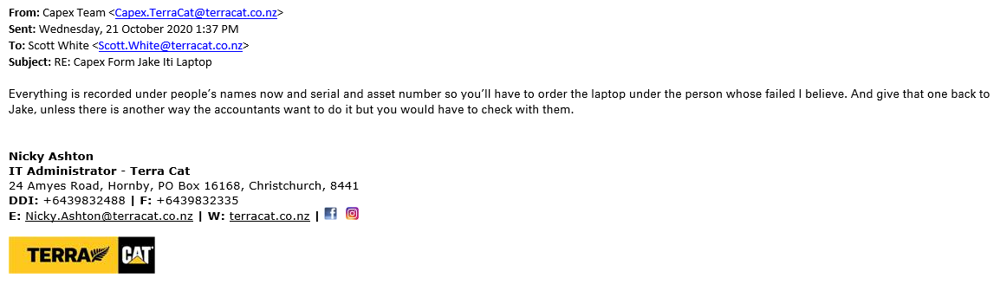 From: Capex Team <Capex.TerraCat@terracat.co.nz>
Sent: Wednesday, 21 October 2020 1:37 PM
To: Scott White <Scott.White@terracat.co.nz>
Subject: RE: Capex Form Jake Iti Laptop
Everything is recorded under people’s names now and serial and asset number so you’ll have to order the laptop under the person whose failed I believe. And give that one back to
Jake, unless there is another way the accountants want to do it but you would have to check with them.
Nicky Ashton
IT Administrator - Terra Cat
24 Amyes Road, Hornby, PO Box 16168, Christchurch, 8441
DDI: +6439832488 | F: +6439832335
E: Nicky.Ashton@terracat.co.nz | W: terracat.co.nz |
TERRA CAT